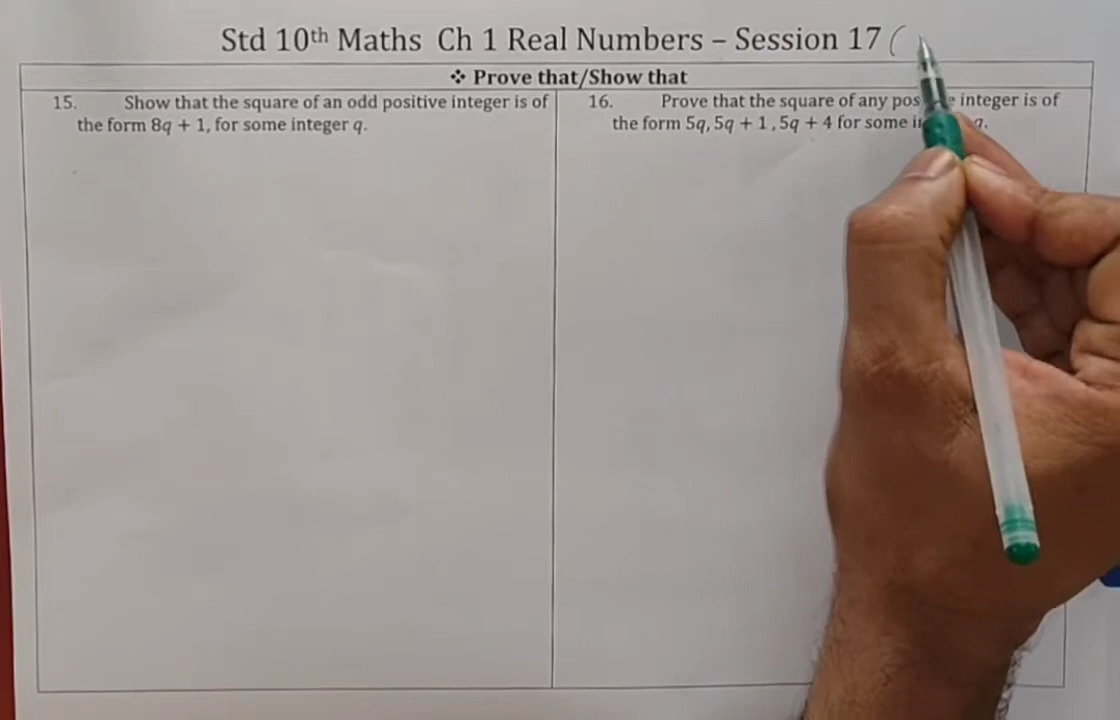 Std 10th Maths Ch 1 Real Numbers – Session 17 (
❖ Prove that/Show that
15. Show that the square of an odd positive integer is of
the form 8q + 1, for some integer q.
16. Prove that the square of any integer is of
the form 5q, 5q + 1 , 5q + 4 for some q.